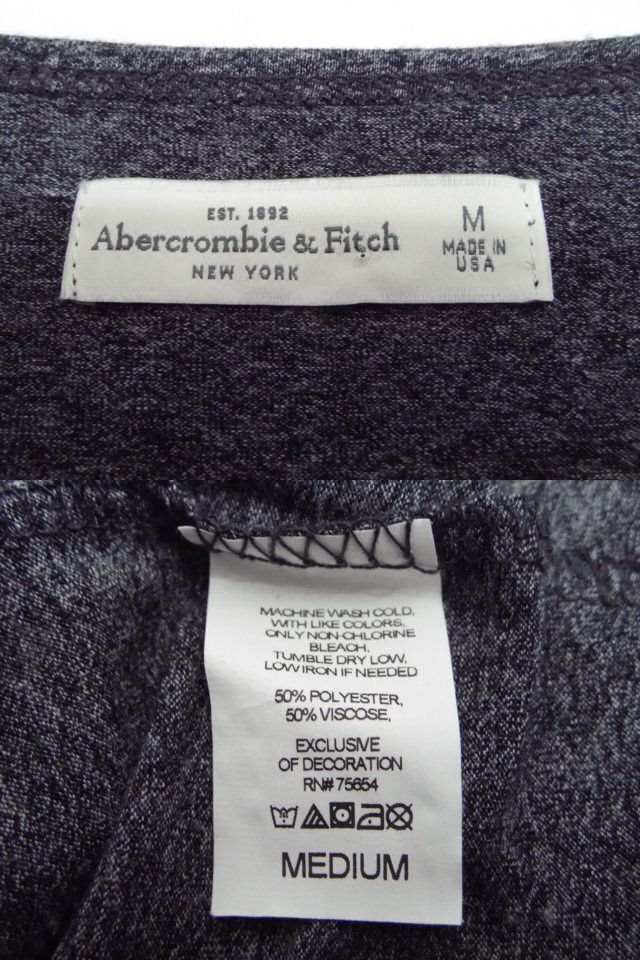 EST. 1892
Abercrombie & Fitch
NEW YORK
M
MADE IN
USA
MACHINE WASH COLD.
WITH LIKE COLORS.
ONLY NON-CHLORINE
BLEACH.
TUMBLE DRY LOW.
LOW IRON IF NEEDED
50% POLYESTER,
50% VISCOSE,
EXCLUSIVE
OF DECORATION
RN# 75654
MEDIUM